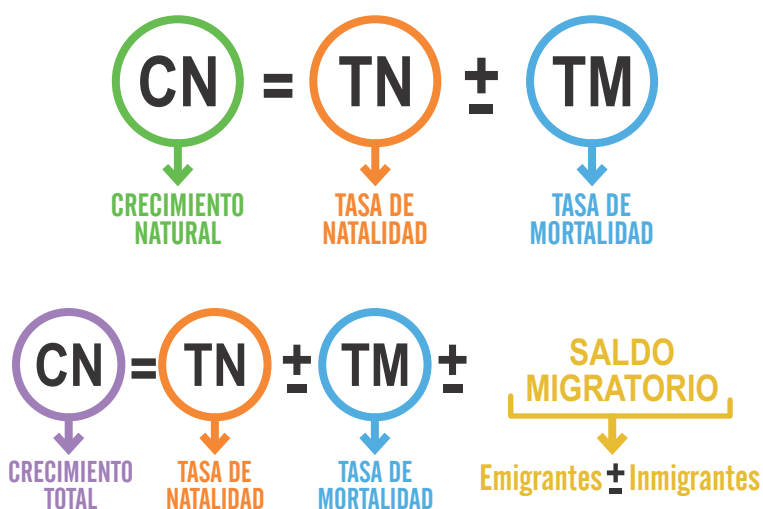 CN = TN ± TM
CRECIMIENTO NATURAL
TASA DE NATALIDAD
TASA DE MORTALIDAD
CN = TN ± TM ±
SALDO
MIGRATORIO
CRECIMIENTO TOTAL
TASA DE NATALIDAD
TASA DE MORTALIDAD
Emigrantes ± Inmigrantes